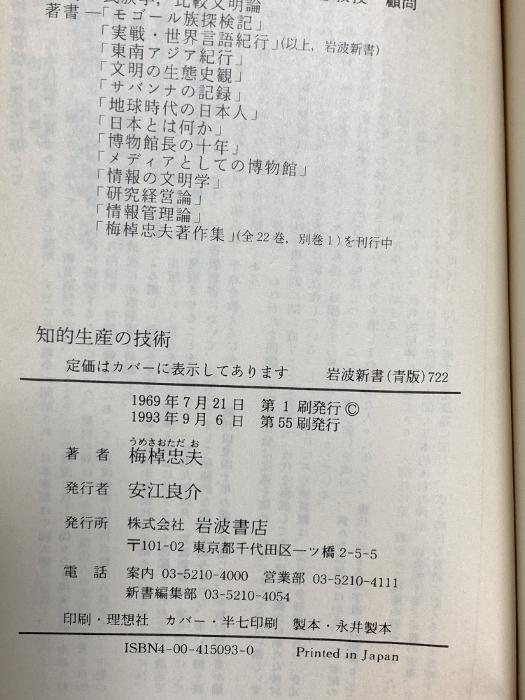 民族学，比較文明論
顧問
著書―「モゴール族探検記」
「実戦・世界言語紀行」(以上，岩波新書)
「東南アジア紀行」
「文明の生態史観」
「サバンナの記録」
「地球時代の日本人」
「日本とは何か」
「博物館長の十年」
「メディアとしての博物館」
「情報の文明学」
「研究経営論」
「情報管理論」
「梅棹忠夫著作集」(全22巻，別巻1)を刊行中
知的生産の技術
定価はカバーに表示してあります 岩波新書(青版)722
1969年7月21日 第1刷発行©
1993年9月6日 第55刷発行
うめさおただお
著者 梅棹忠夫
発行者 安江良介
発行所 株式会社 岩波書店
〒101-02 東京都千代田区一ツ橋2-5-5
電話 案内 03-5210-4000 営業部 03-5210-4111
新書編集部 03-5210-4054
印刷・理想社 カバー・半七印刷 製本・永井製本
ISBN4-00-415093-0 Printed in Japan